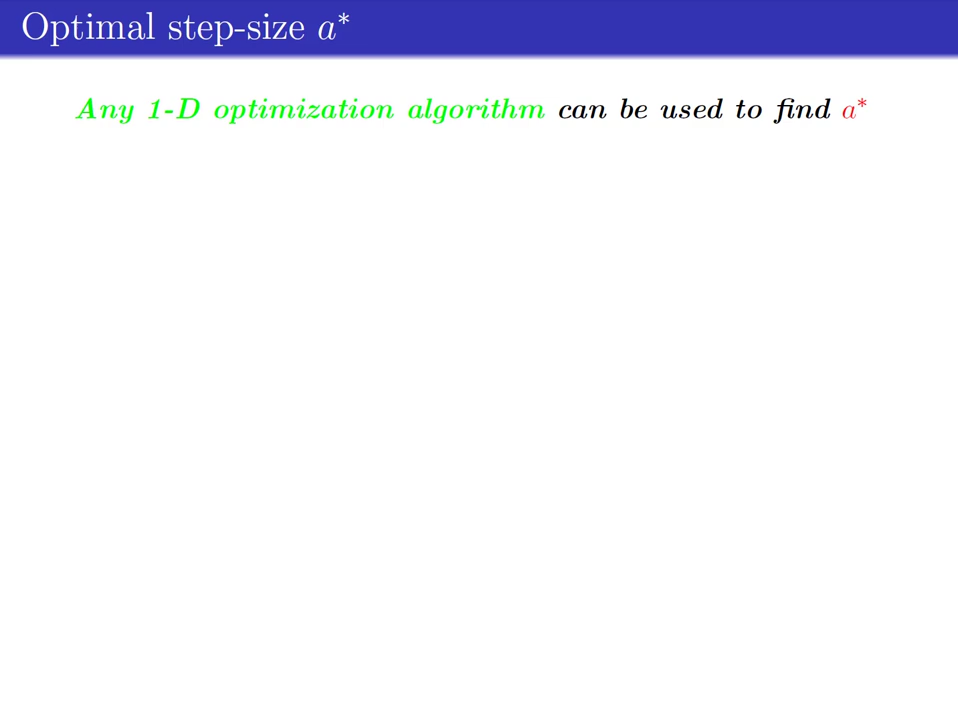 Optimal step-size a*
Any 1-D optimization algorithm can be used to find a*